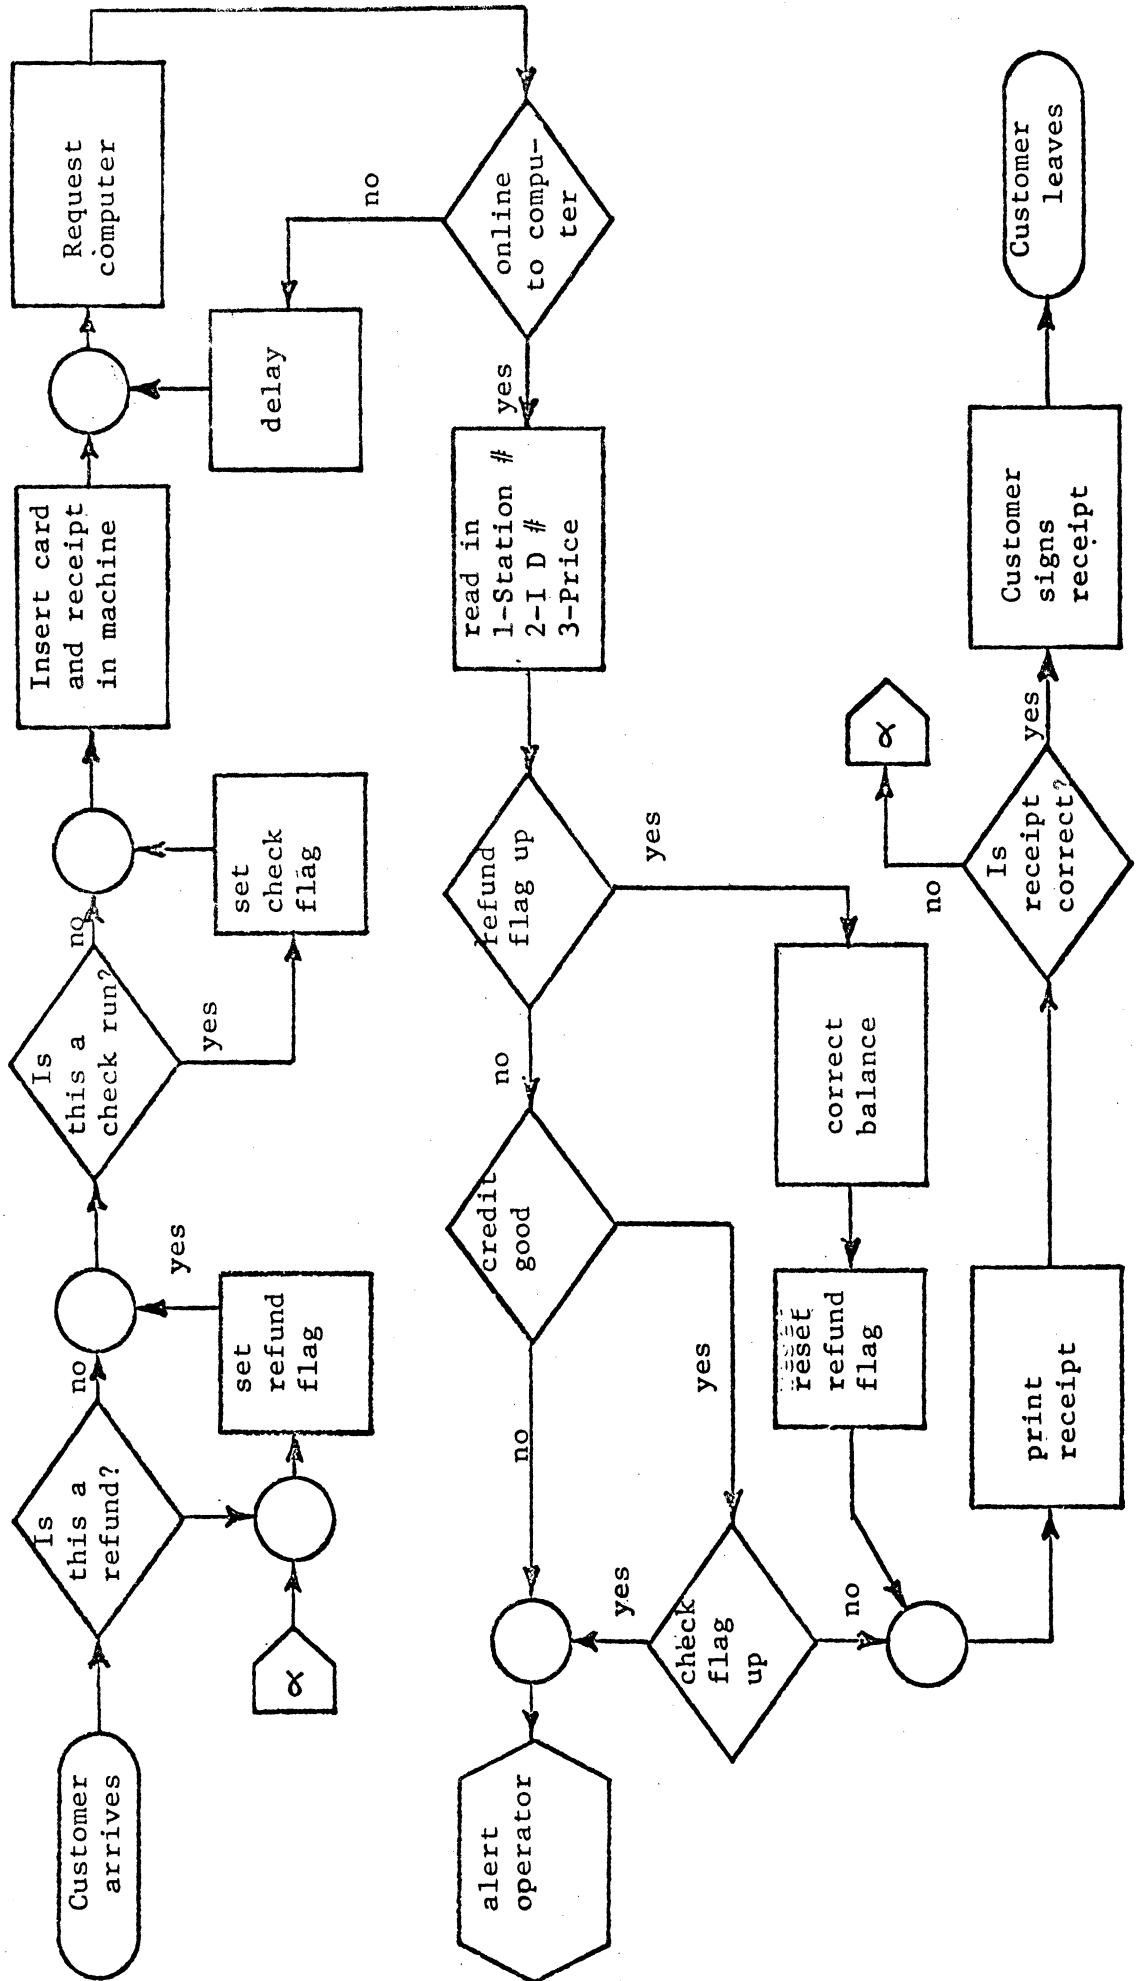 Customer
arrives
Is
this a
refund?
no
yes
set
refund
flag
α
Is
this a
check run?
no
yes
set
check
flag
Insert card
and receipt
in machine
Request
computer
delay
no
online
to compu-
ter
yes
read in
1-Station #
2-I D #
3-Price
refund
flag up
yes
no
credit
good
no
yes
alert
operator
check
flag
up
yes
no
correct
balance
reset
refund
flag
print
receipt
Is
receipt
correct?
no
α
yes
Customer
signs
receipt
Customer
leaves